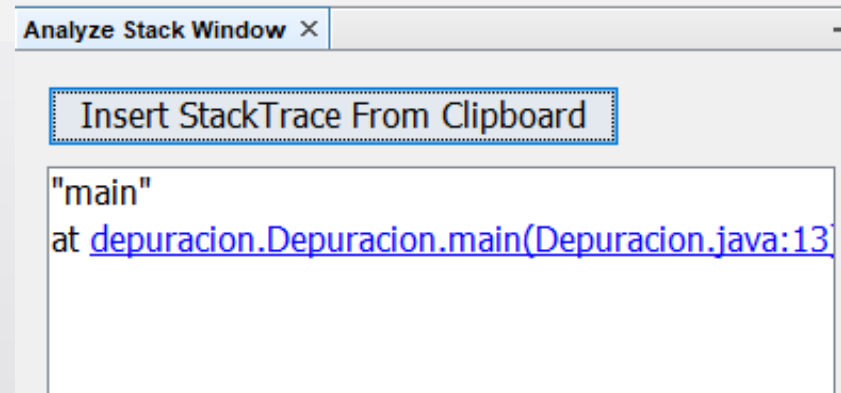 Analyze Stack Window
Insert StackTrace From Clipboard
"main"
at depuracion.Depuracion.main(Depuracion.java:13)